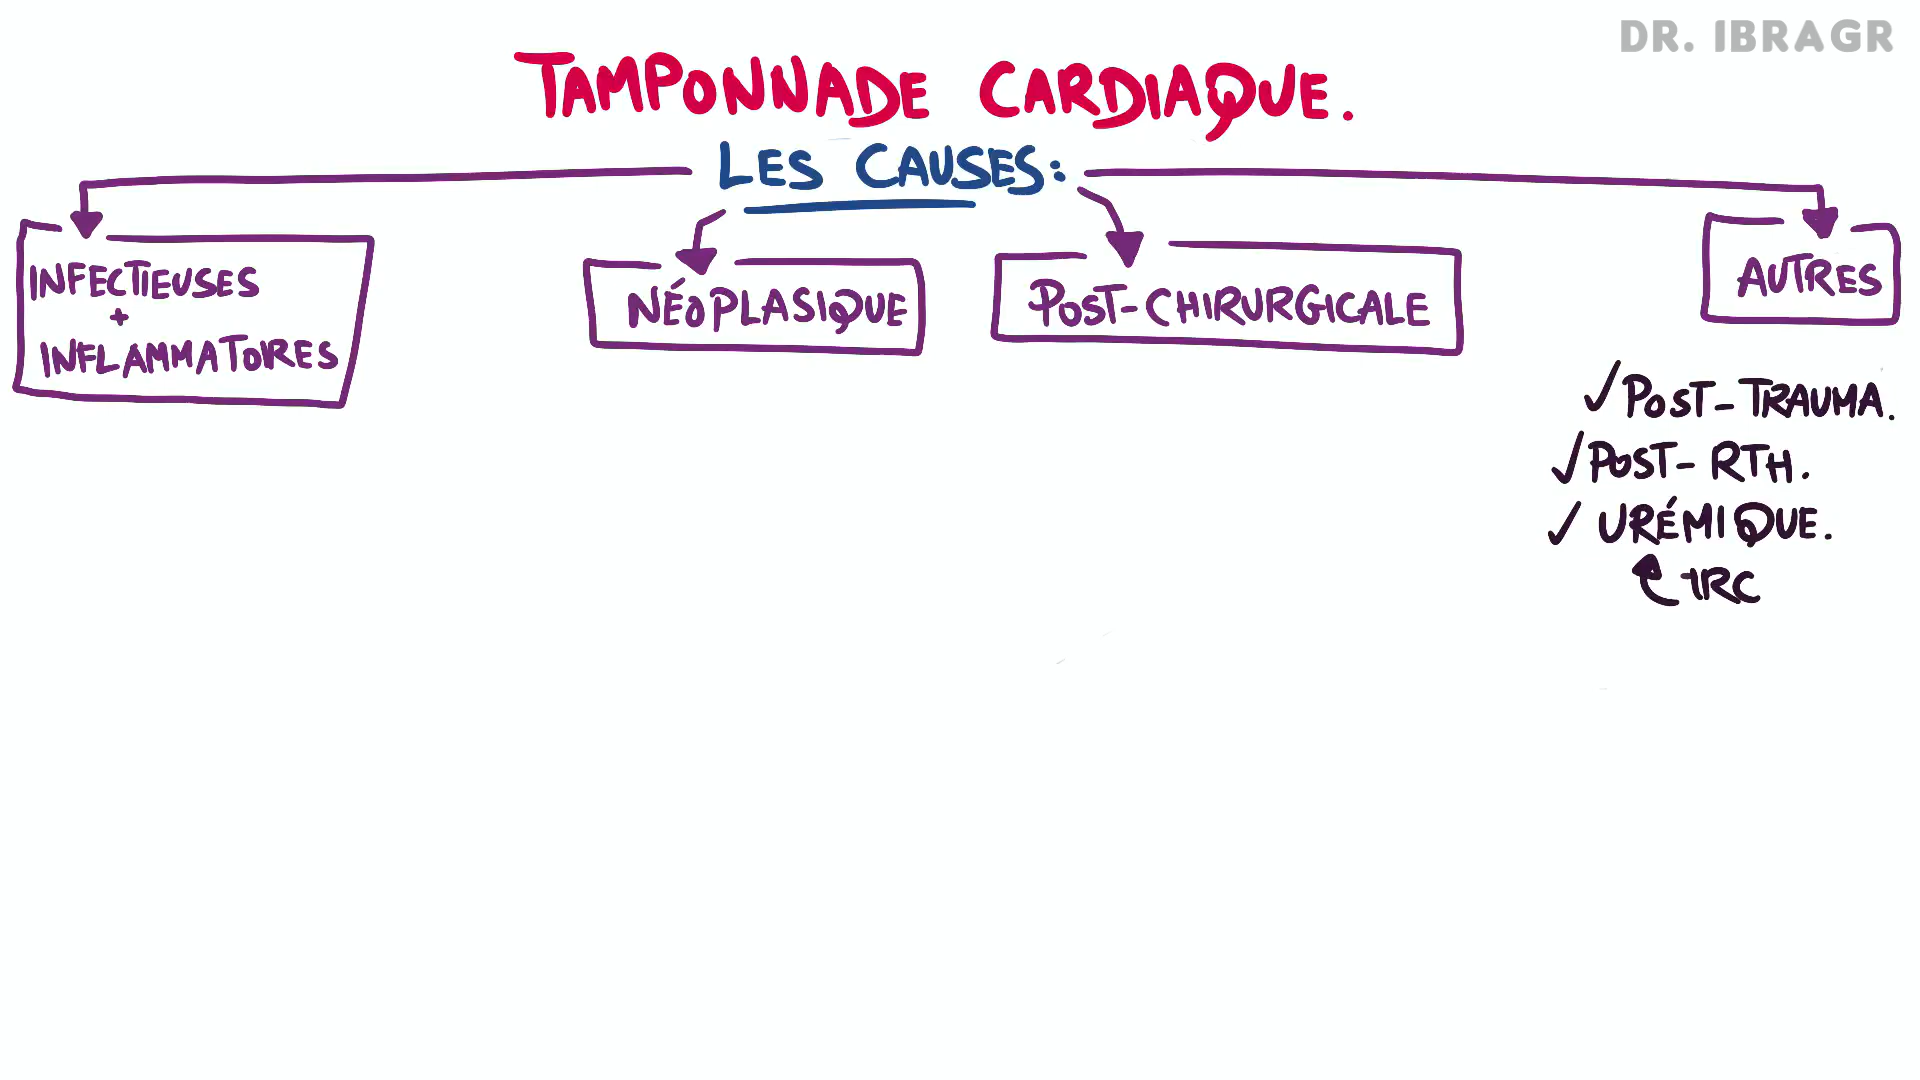 DR. IBRAGR
TAMPONNADE CARDIAQUE.
LES CAUSES:
INFECTIEUSES
+
INFLAMMATOIRES
NÉOPLASIQUE
POST-CHIRURGICALE
AUTRES
✓ POST-TRAUMA.
✓ POST-RTH.
✓ URÉMIQUE.
IRC